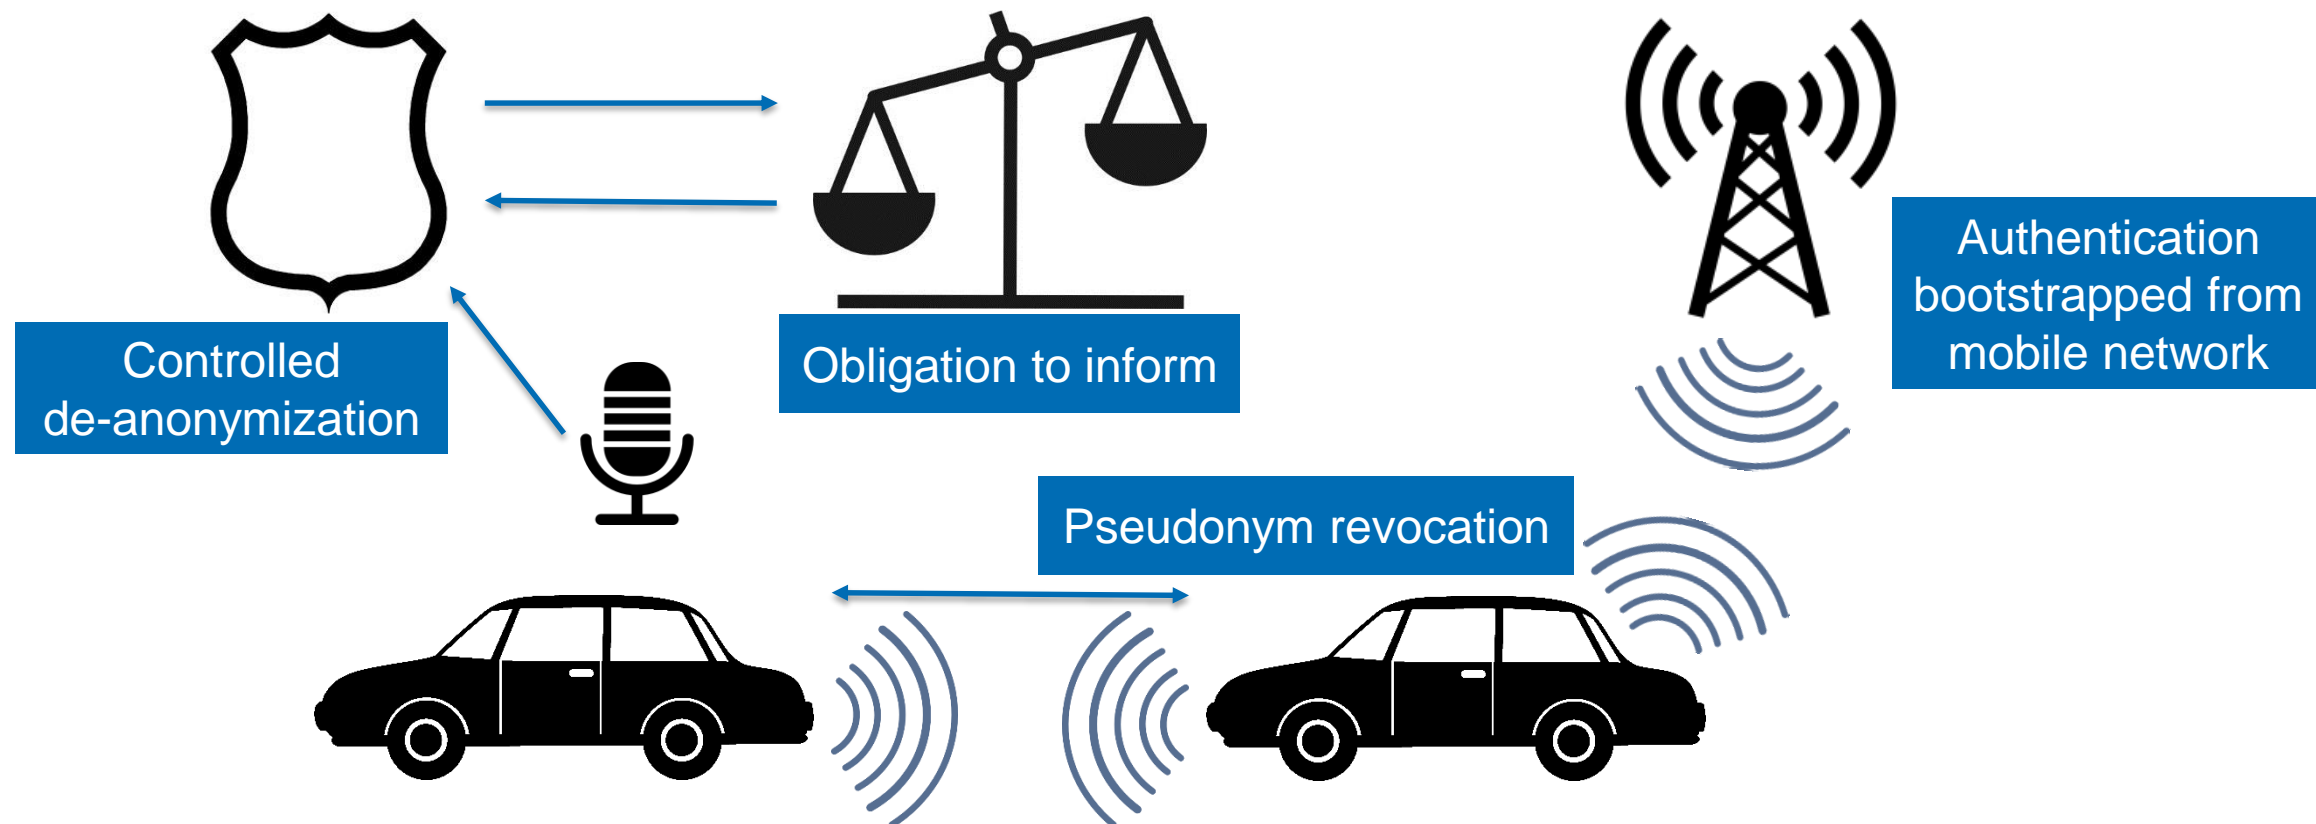 Controlled
de-anonymization
Obligation to inform
Authentication
bootstrapped from
mobile network
Pseudonym revocation